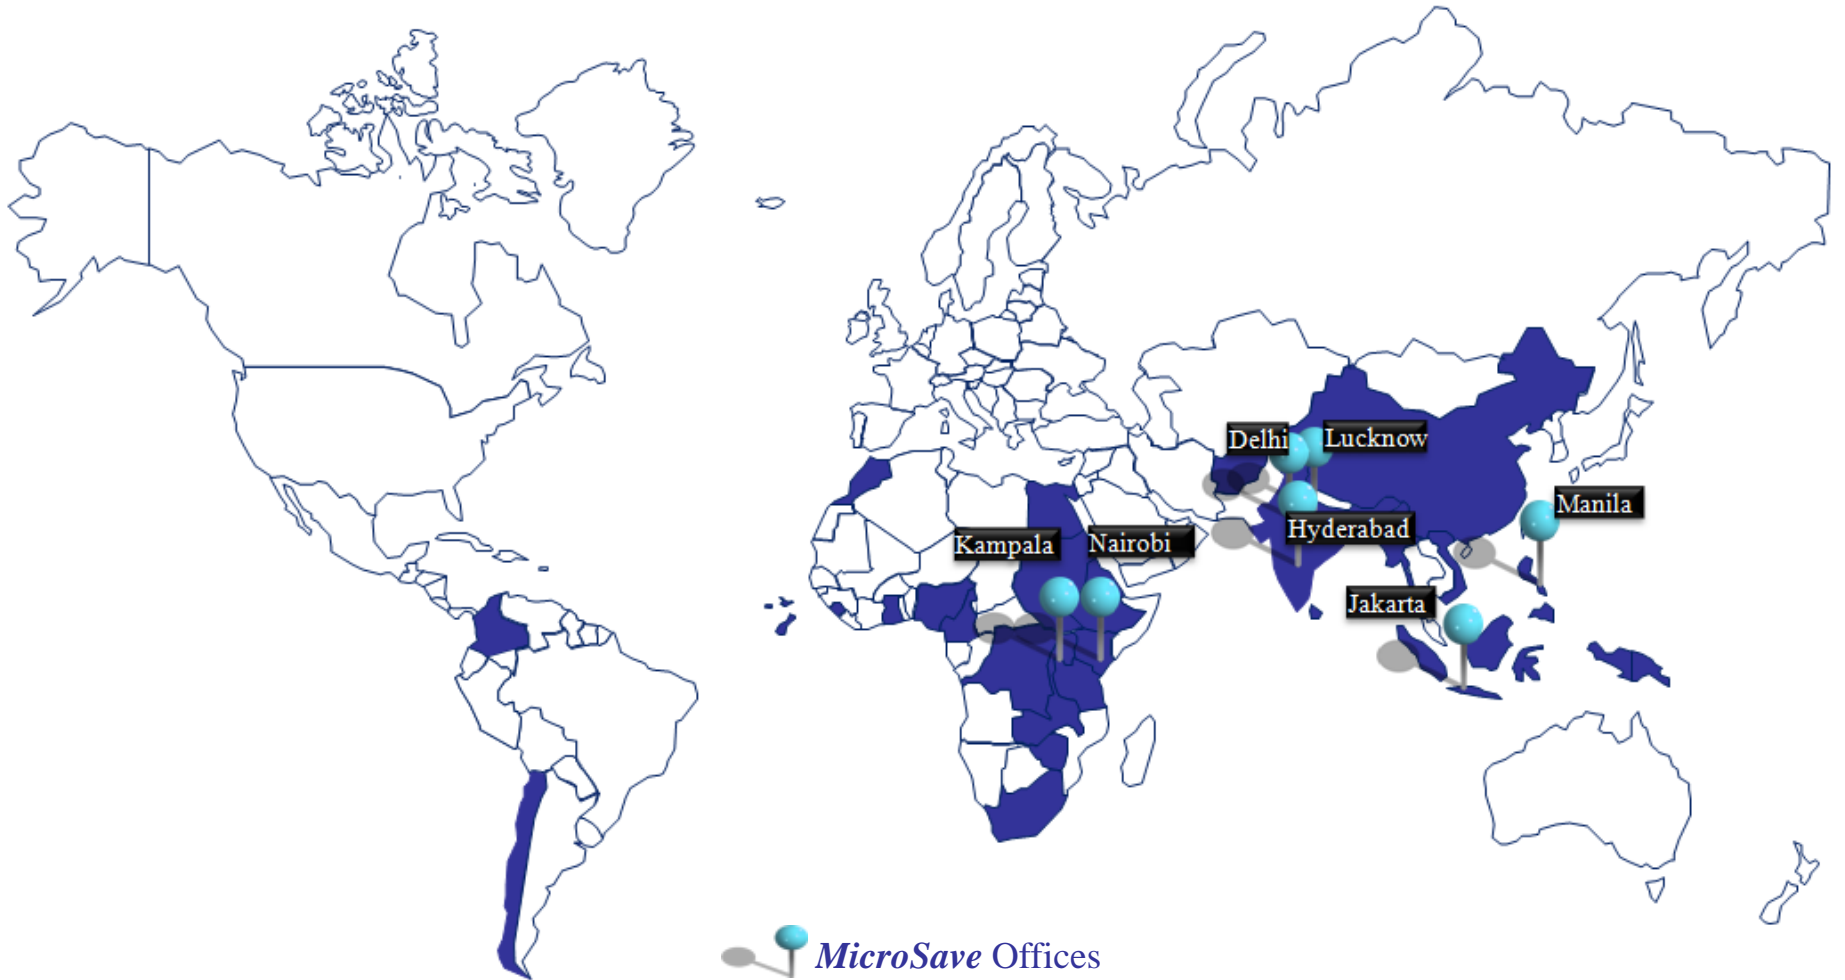 Delhi
Lucknow
Manila
Hyderabad
Kampala
Nairobi
Jakarta
MicroSave Offices